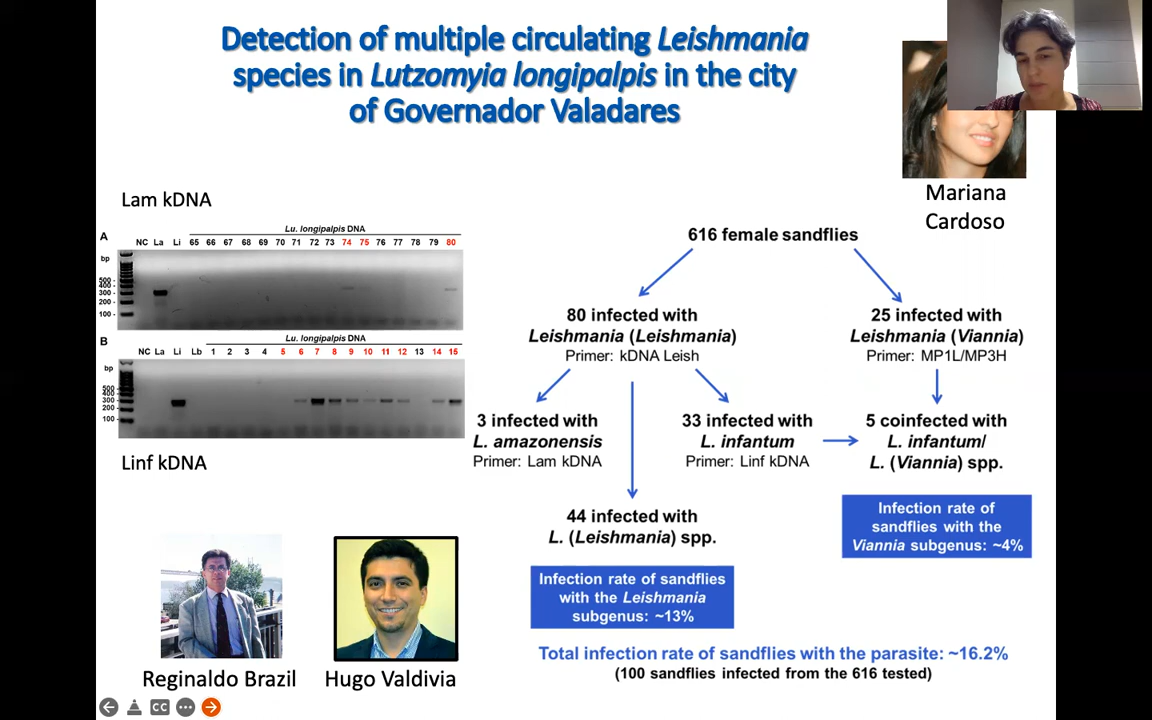 Detection of multiple circulating Leishmania
species in Lutzomyia longipalpis in the city
of Governador Valadares
Mariana
Cardoso
Lam kDNA
A
Lu. longipalpis DNA
NC La Li 65 66 67 68 69 70 71 72 73 74 75 76 77 78 79 80
bp
500 -
400 -
300 -
200 -
100 -
B
Lu. longipalpis DNA
NC La Li Lb 1 2 3 4 5 6 7 8 9 10 11 12 13 14 15
bp
500 -
400 -
300 -
200 -
100 -
Linf kDNA
616 female sandflies
80 infected with
Leishmania (Leishmania)
Primer: kDNA Leish
25 infected with
Leishmania (Viannia)
Primer: MP1L/MP3H
3 infected with
L. amazonensis
Primer: Lam kDNA
33 infected with
L. infantum
Primer: Linf kDNA
5 coinfected with
L. infantum/
L. (Viannia) spp.
44 infected with
L. (Leishmania) spp.
Infection rate of
sandflies with the
Viannia subgenus: ~4%
Infection rate of sandflies
with the Leishmania
subgenus: ~13%
Total infection rate of sandflies with the parasite: ~16.2%
(100 sandflies infected from the 616 tested)
Reginaldo Brazil
Hugo Valdivia
CC